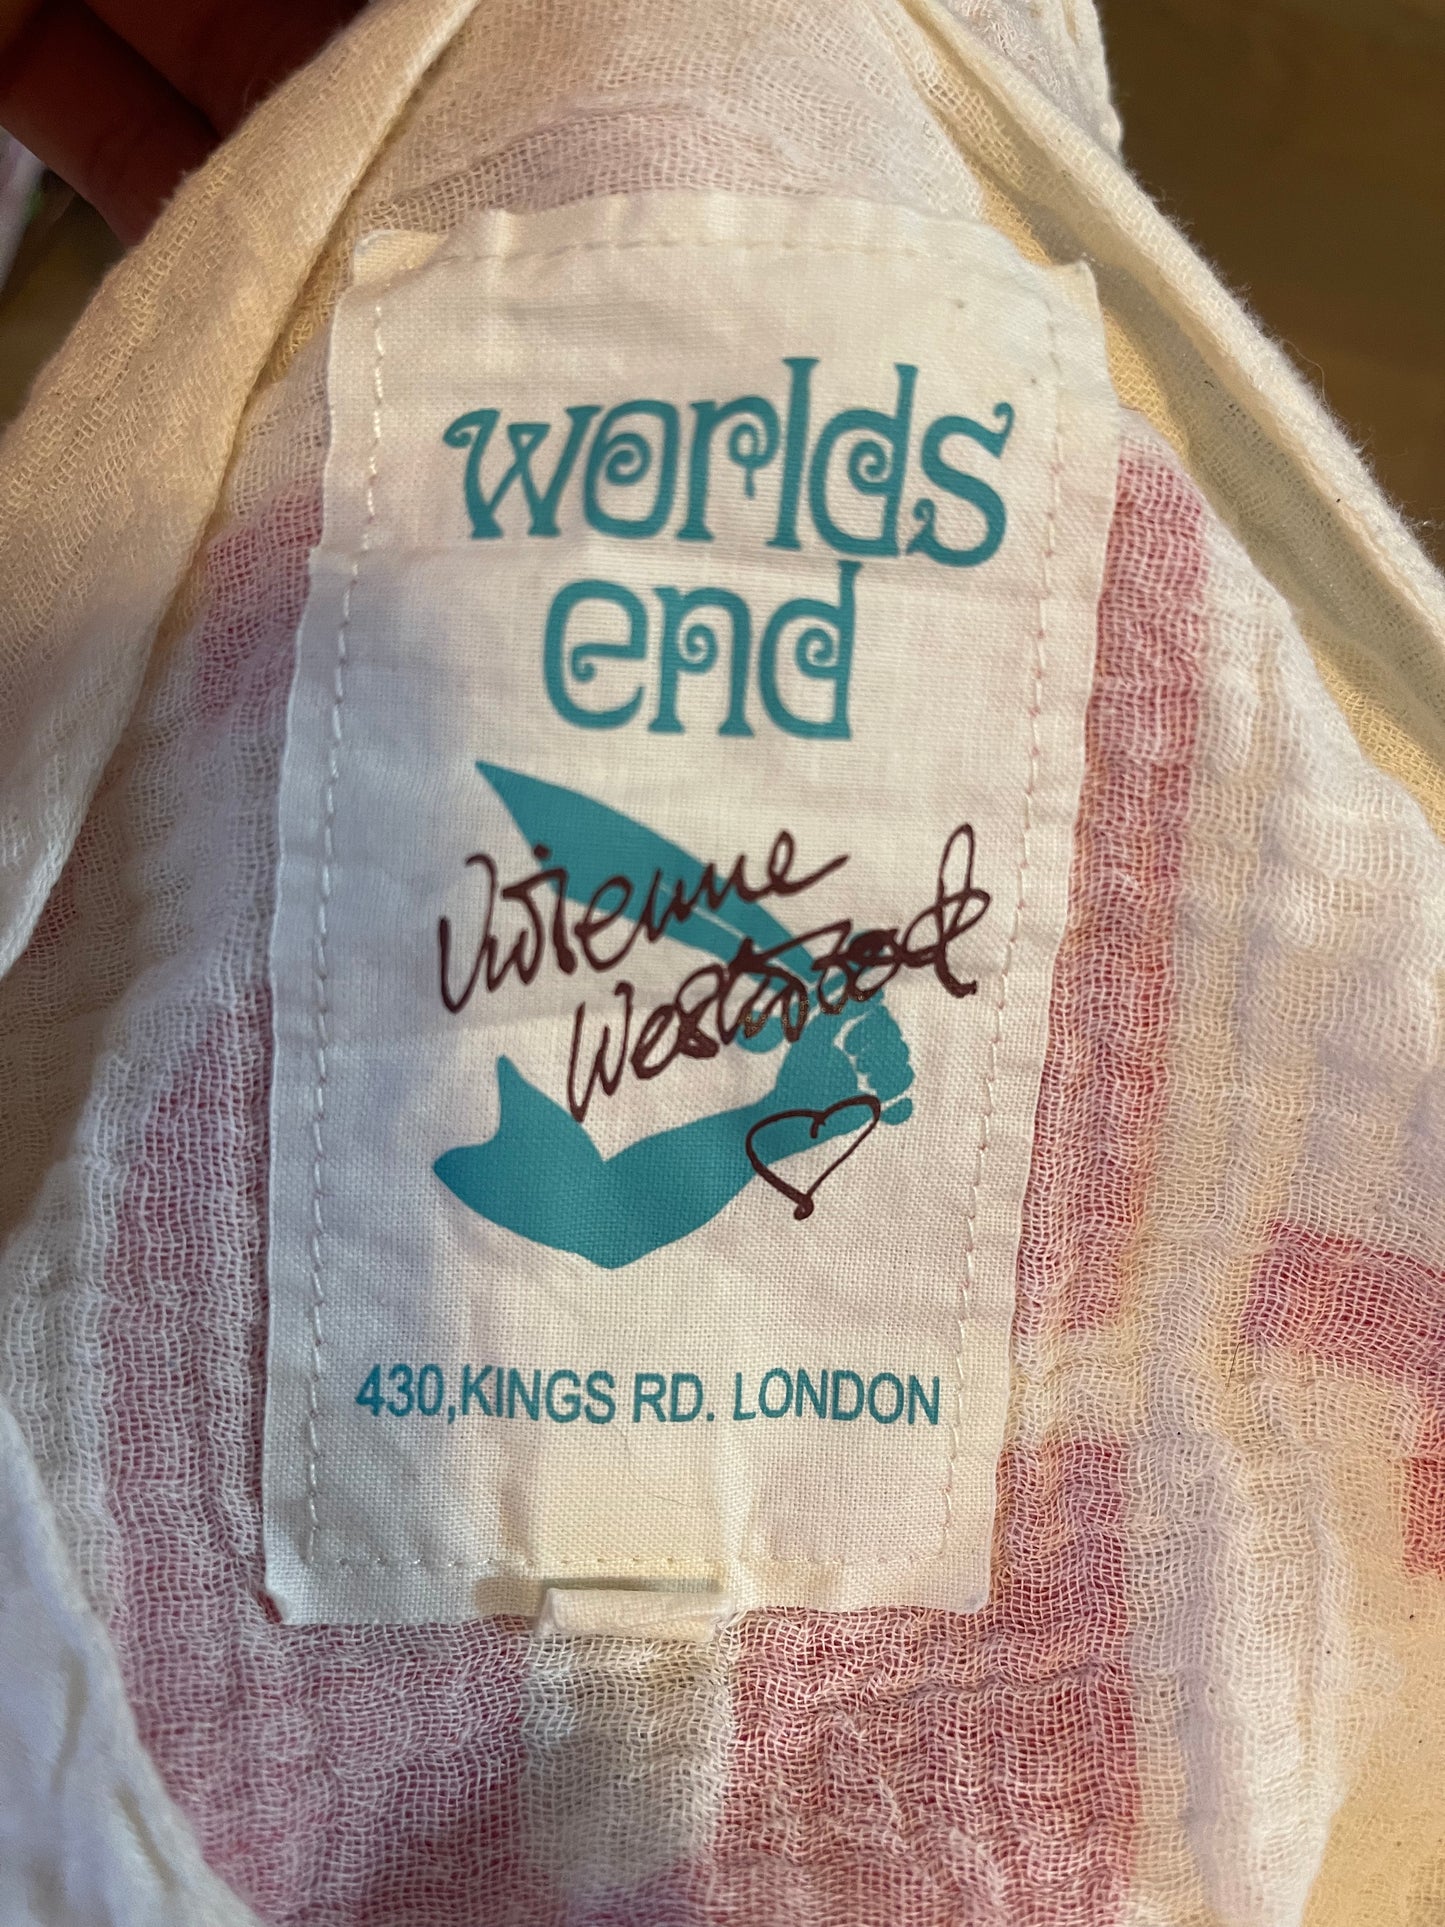 worlds
end
Vivienne
Westwood
430,KINGS RD. LONDON